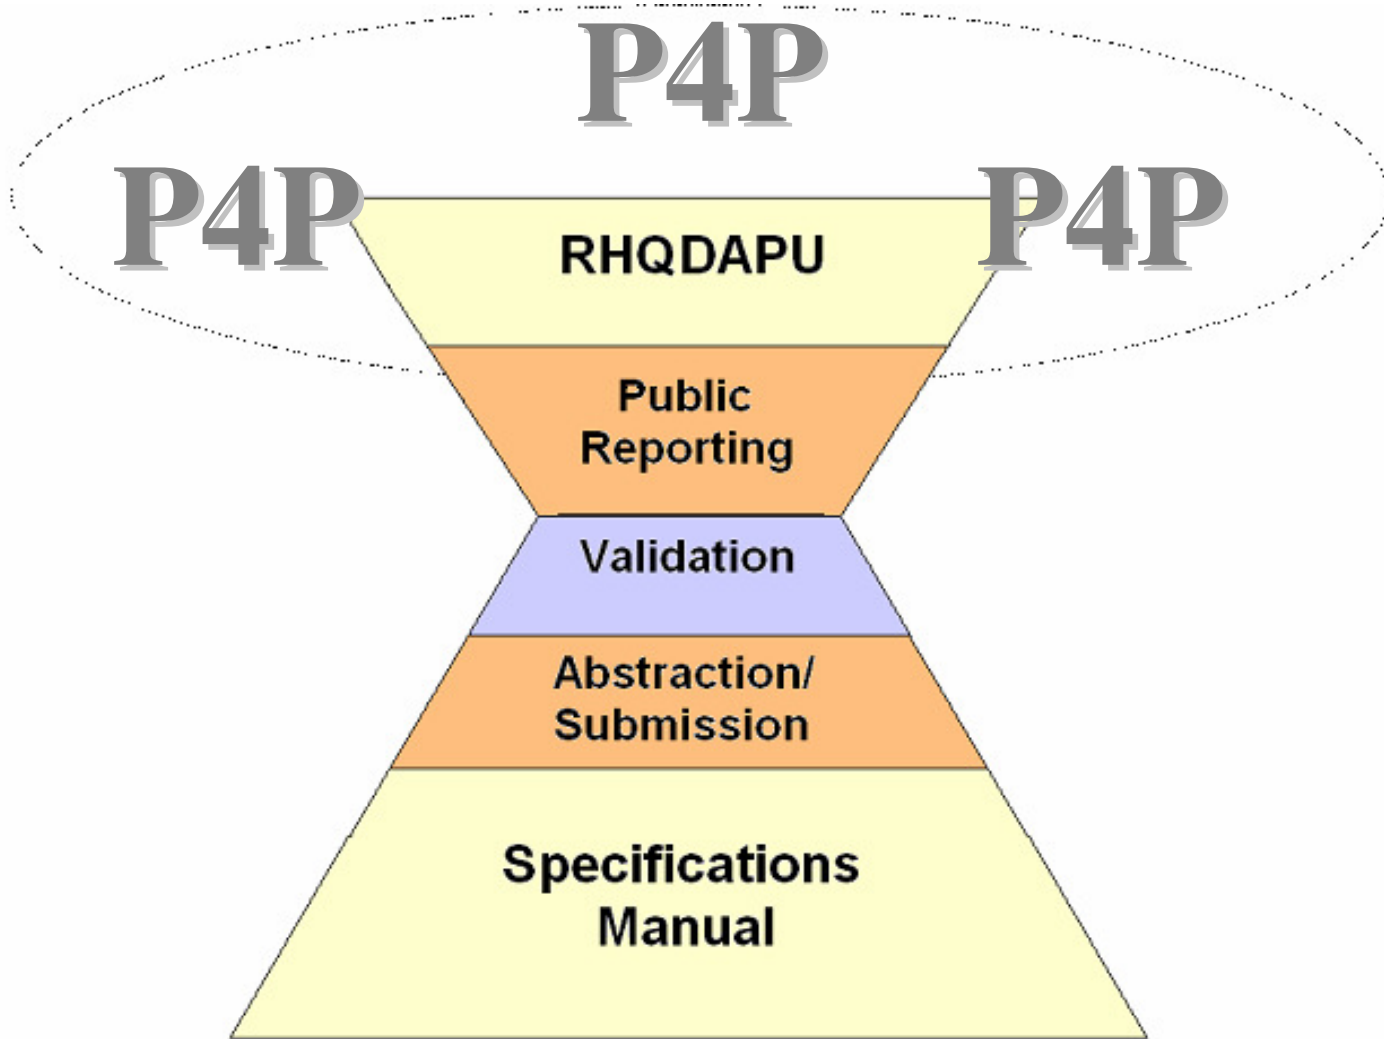 P4P
P4P
P4P
RHQDAPU
Public
Reporting
Validation
Abstraction/
Submission
Specifications
Manual